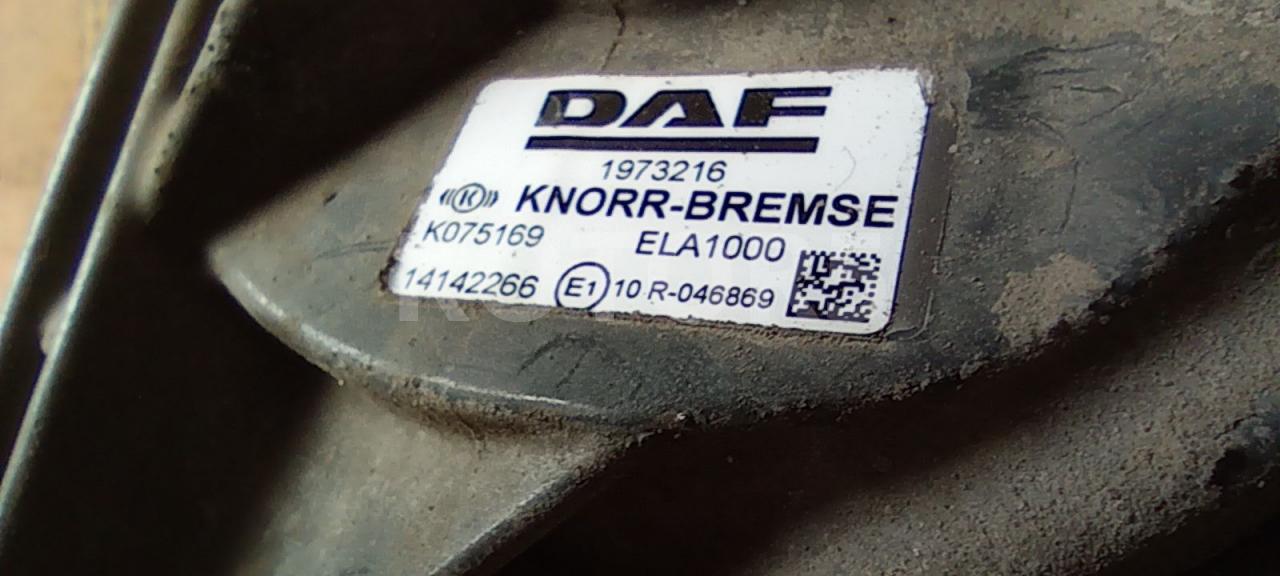 DAF
1973216
K KNORR-BREMSE
K075169 ELA1000
14142266 E1 10 R-046869